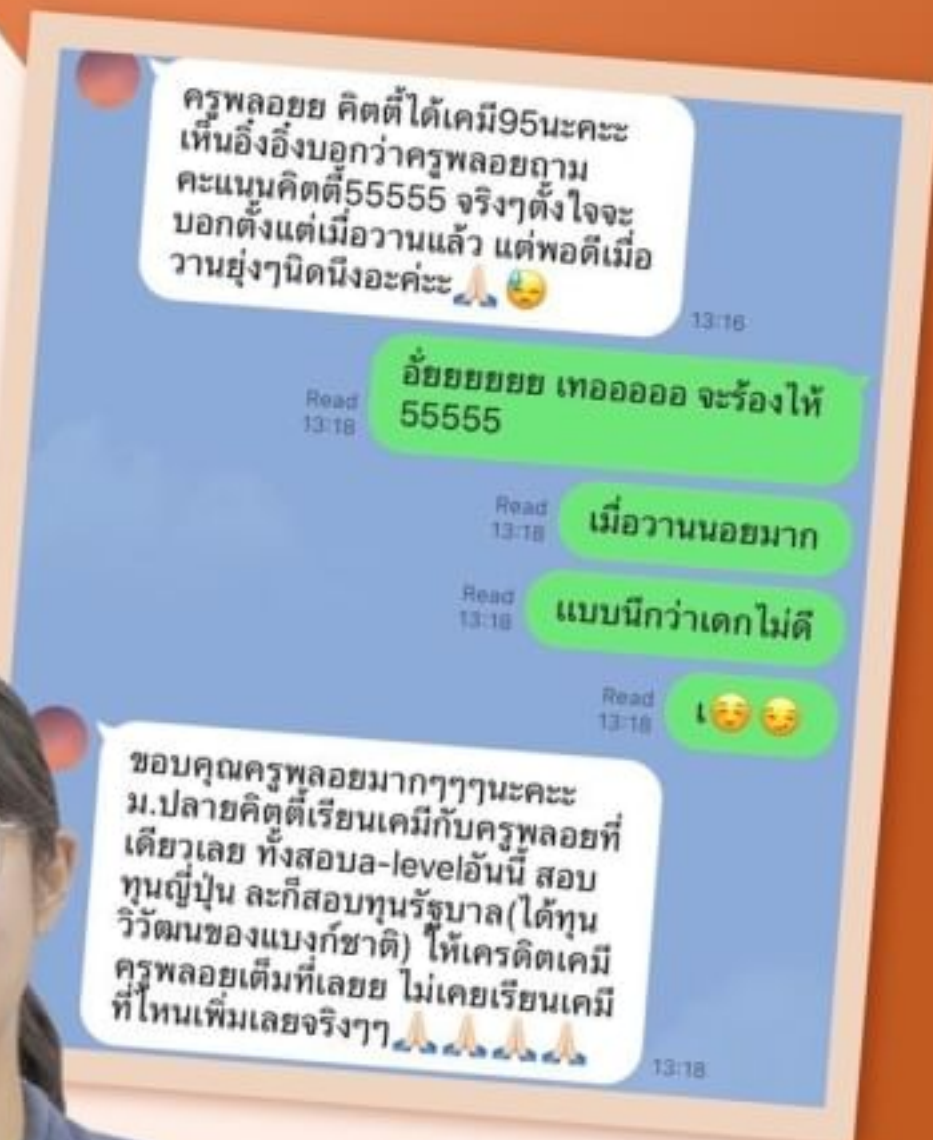 ครูพลอยย คิตตี้ได้เคมี95นะคะะ
เห็นอิ๋งอิ๋งบอกว่าครูพลอยถาม
คะแนนคิตตี้55555 จริงๆตั้งใจจะ
บอกตั้งแต่เมื่อวานแล้ว แต่พอดีเมื่อ
วานยุ่งๆนิดนึงอะค่ะะ🙏🏻😓
13:16
อั่ยยยยยยย เทอออออ จะร้องไห้
55555
Read
13:18
เมื่อวานนอยมาก
Read
13:18
แบบนึกว่าเดกไม่ดี
Read
13:18
เ☺️😏
Read
13:18
ขอบคุณครูพลอยมากๆๆๆนะคะะ
ม.ปลายคิตตี้เรียนเคมีกับครูพลอยที่
เดียวเลย ทั้งสอบa-levelอันนี้ สอบ
ทุนญี่ปุ่น ละก็สอบทุนรัฐบาล(ได้ทุน
วิวัฒนของแบงก์ชาติ) ให้เครดิตเคมี
ครูพลอยเต็มที่เลยย ไม่เคยเรียนเคมี
ที่ไหนเพิ่มเลยจริงๆๆ🙏🏻🙏🏻🙏🏻🙏🏻
13:18